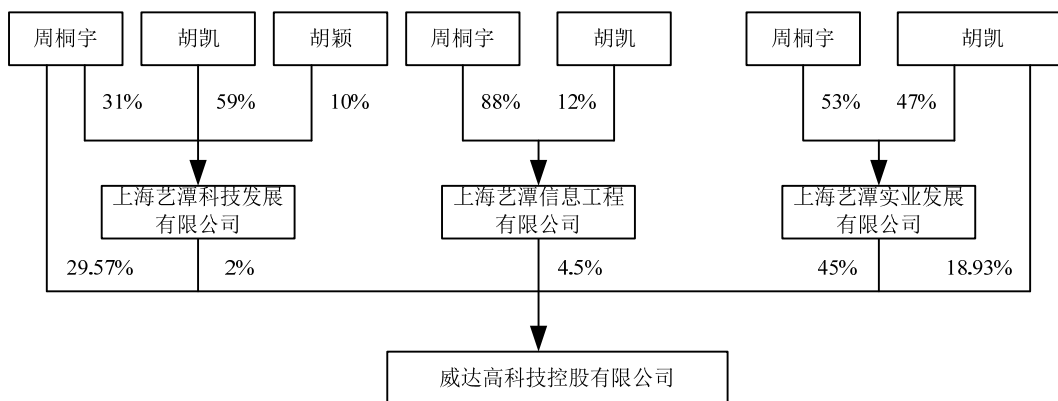 周桐宇
胡凯
胡颖
周桐宇
胡凯
周桐宇
胡凯
31%
59%
10%
88%
12%
53%
47%
上海艺潭科技发展
有限公司
上海艺潭信息工程
有限公司
上海艺潭实业发展
有限公司
29.57%
2%
4.5%
45%
18.93%
威达高科技控股有限公司